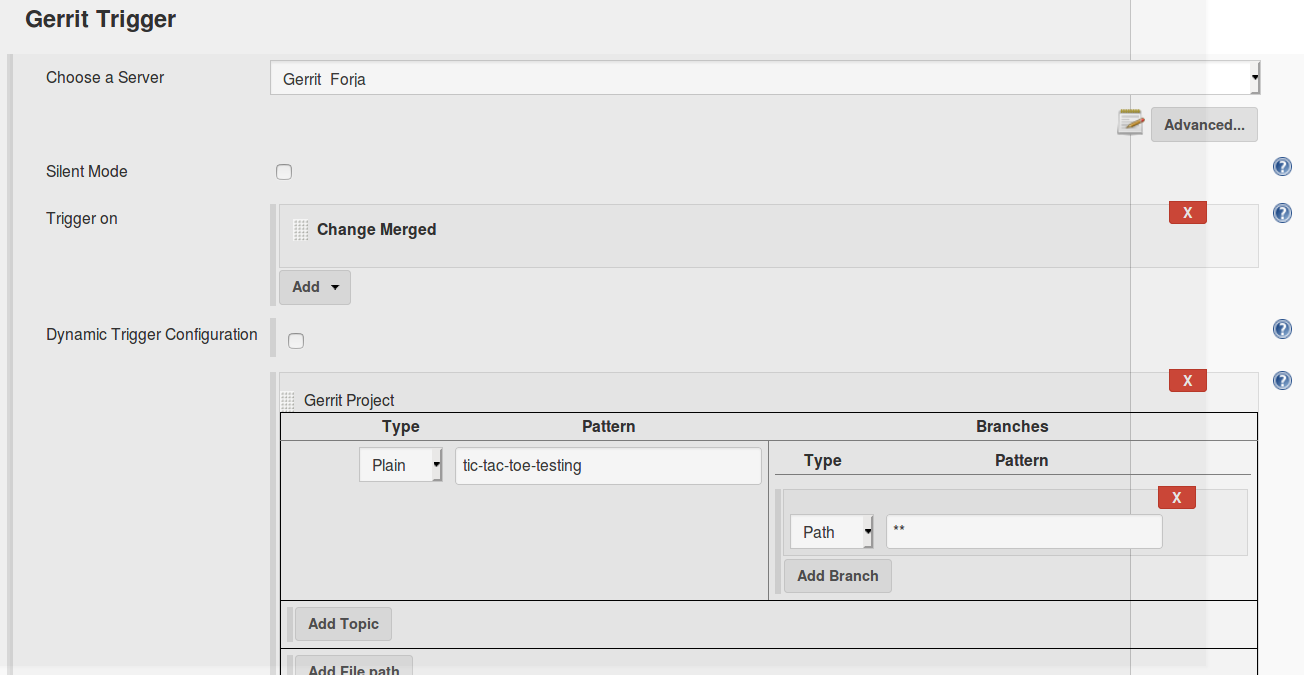 Gerrit Trigger
Choose a Server
Gerrit Forja
Advanced...
Silent Mode
Trigger on
Change Merged
X
Add
Dynamic Trigger Configuration
X
Gerrit Project
Type Pattern Branches
Plain tic-tac-toe-testing
Type Pattern
X
Path **
Add Branch
Add Topic
Add File path